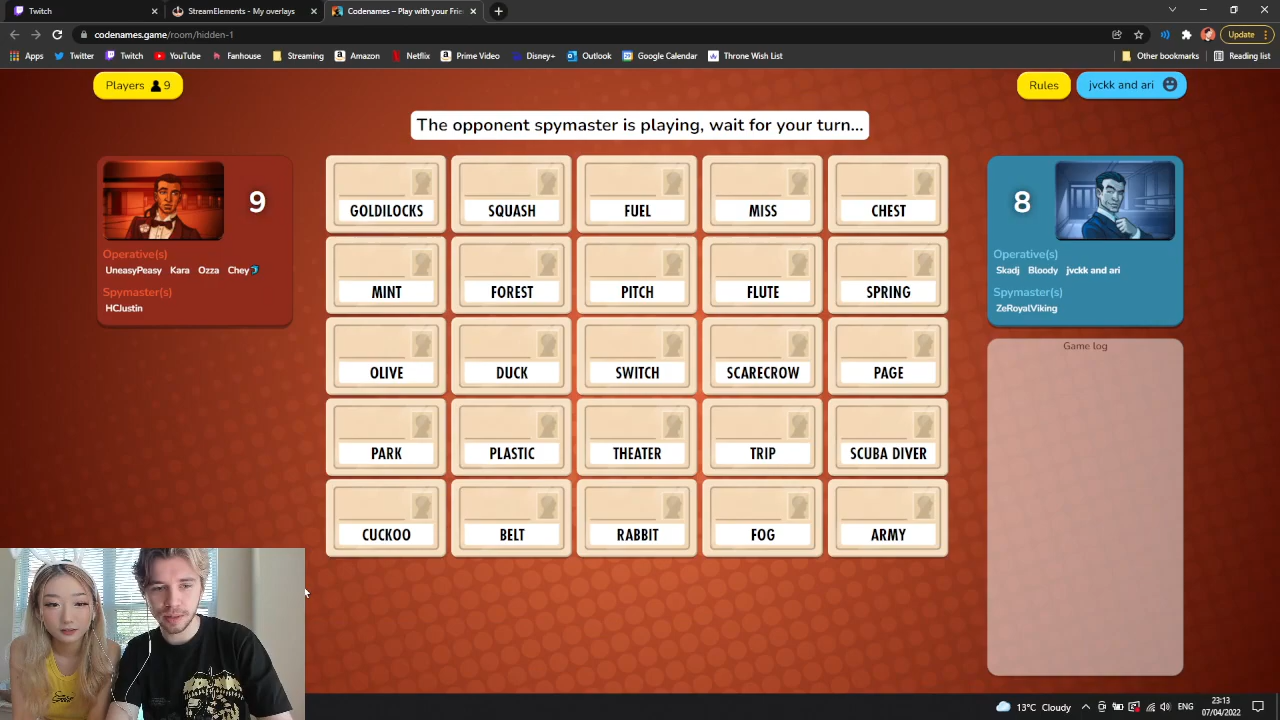 Twitch
StreamElements - My overlays
Codenames – Play with your Frie
codenames.game/room/hidden-1
Update
Apps
Twitter
Twitch
YouTube
Fanhouse
Streaming
Amazon
Netflix
Prime Video
Disney+
Outlook
Google Calendar
Throne Wish List
Other bookmarks
Reading list
Players 9
Rules
jvckk and ari
The opponent spymaster is playing, wait for your turn...
9
Operative(s)
UneasyPeasy Kara Ozza Chey
Spymaster(s)
HCJustin
GOLDILOCKS
SQUASH
FUEL
MISS
CHEST
MINT
FOREST
PITCH
FLUTE
SPRING
OLIVE
DUCK
SWITCH
SCARECROW
PAGE
PARK
PLASTIC
THEATER
TRIP
SCUBA DIVER
CUCKOO
BELT
RABBIT
FOG
ARMY
8
Operative(s)
Skadj Bloody jvckk and ari
Spymaster(s)
ZeRoyalViking
Game log
13°C Cloudy
ENG
23:13
07/04/2022